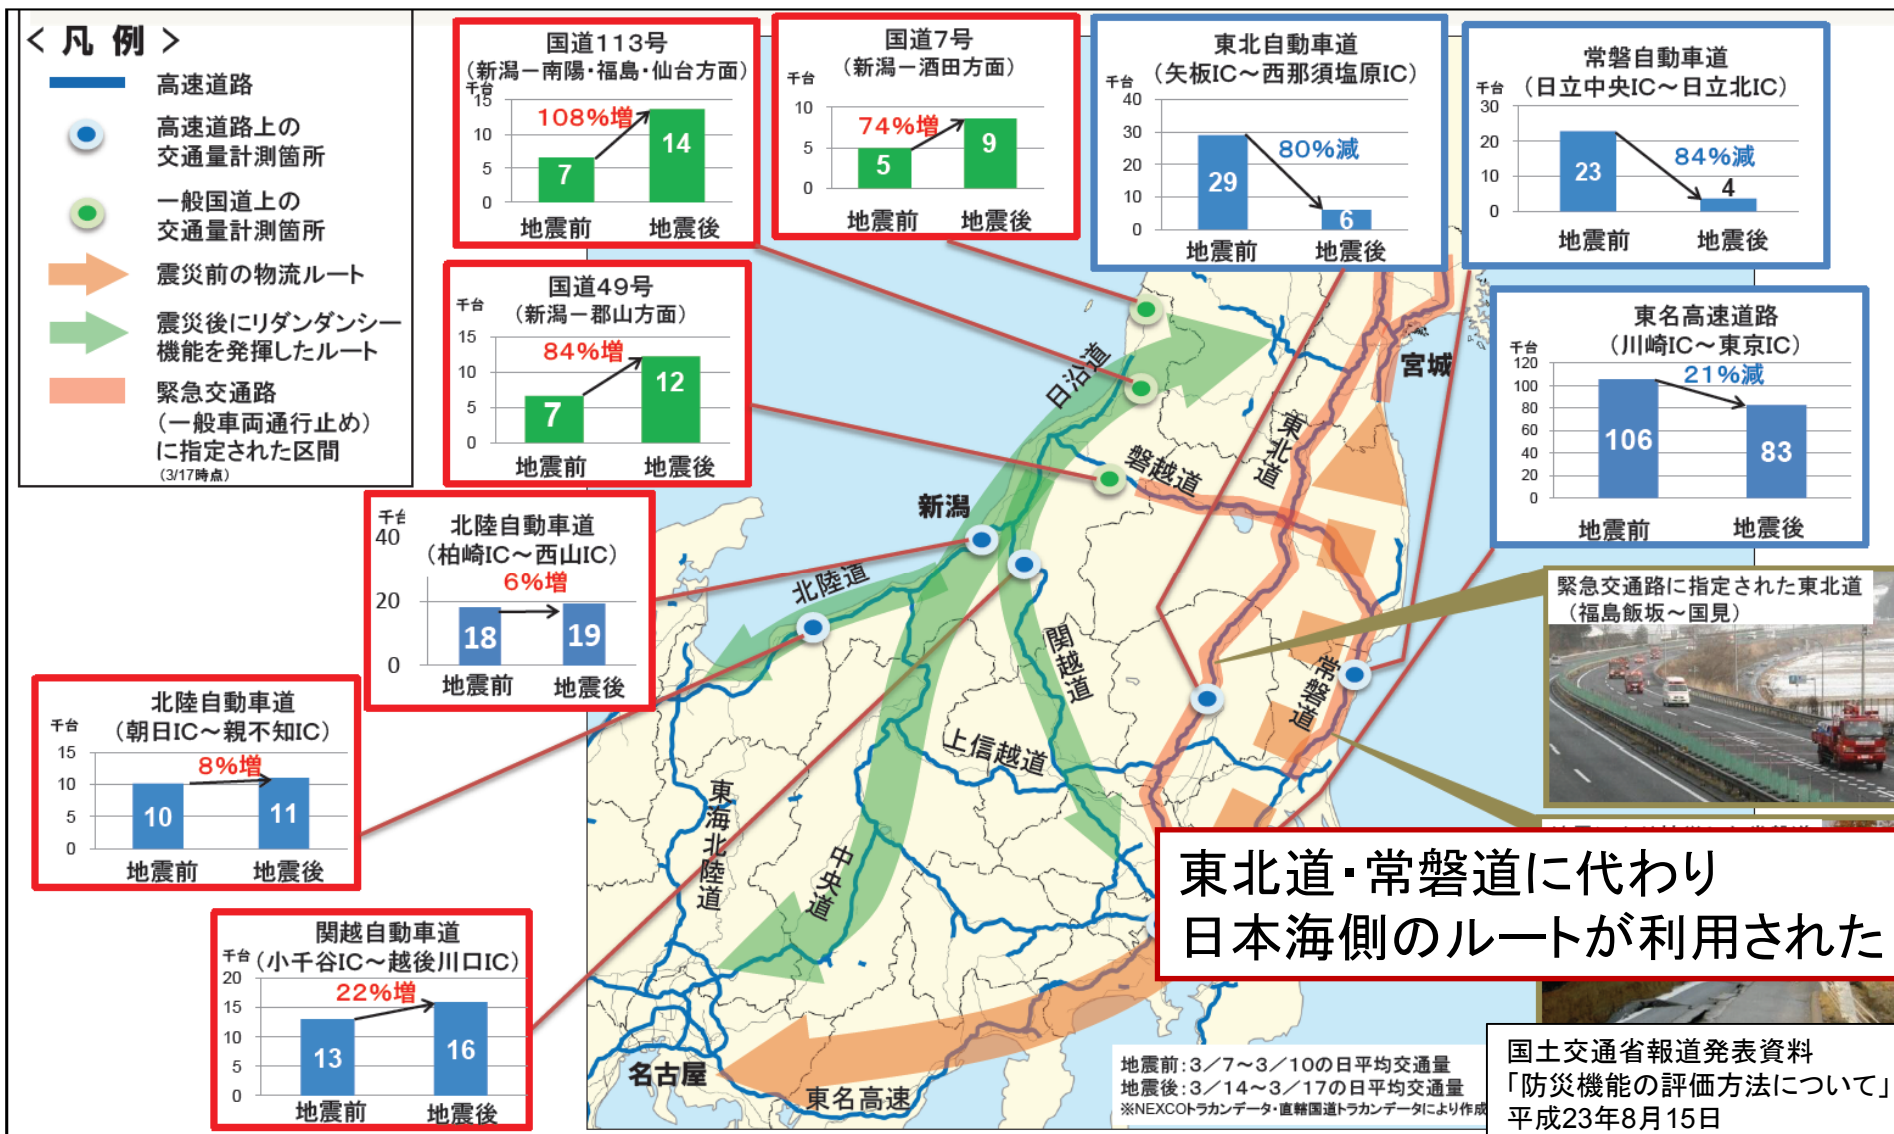 ＜ 凡 例 ＞
高速道路
高速道路上の
交通量計測箇所
一般国道上の
交通量計測箇所
震災前の物流ルート
震災後にリダンダンシー
機能を発揮したルート
緊急交通路
(一般車両通行止め)
に指定された区間
(3/17時点)
国道113号
(新潟－南陽・福島・仙台方面)
千台
15
10
5
0
108%増
7
14
地震前
地震後
国道7号
(新潟－酒田方面)
千台
10
5
0
74%増
5
9
地震前
地震後
東北自動車道
(矢板IC～西那須塩原IC)
千台
40
30
20
10
0
80%減
29
6
地震前
地震後
常磐自動車道
(日立中央IC～日立北IC)
千台
30
20
10
0
84%減
23
4
地震前
地震後
国道49号
(新潟－郡山方面)
千台
15
10
5
0
84%増
7
12
地震前
地震後
東名高速道路
(川崎IC～東京IC)
千台
120
100
80
60
40
20
0
21%減
106
83
地震前
地震後
北陸自動車道
(柏崎IC～西山IC)
千台
40
20
0
6%増
18
19
地震前
地震後
北陸自動車道
(朝日IC～親不知IC)
千台
15
10
5
0
8%増
10
11
地震前
地震後
関越自動車道
(小千谷IC～越後川口IC)
千台
20
15
10
5
0
22%増
13
16
地震前
地震後
日沿道
宮城
東北道
磐越道
新潟
北陸道
関越道
常磐道
上信越道
東海北陸道
中央道
名古屋
東名高速
緊急交通路に指定された東北道
(福島飯坂～国見)
東北道・常磐道に代わり
日本海側のルートが利用された
地震前：3／7～3／10の日平均交通量
地震後：3／14～3／17の日平均交通量
※NEXCOトラカンデータ・直轄国道トラカンデータにより作成
国土交通省報道発表資料
「防災機能の評価方法について」
平成23年8月15日